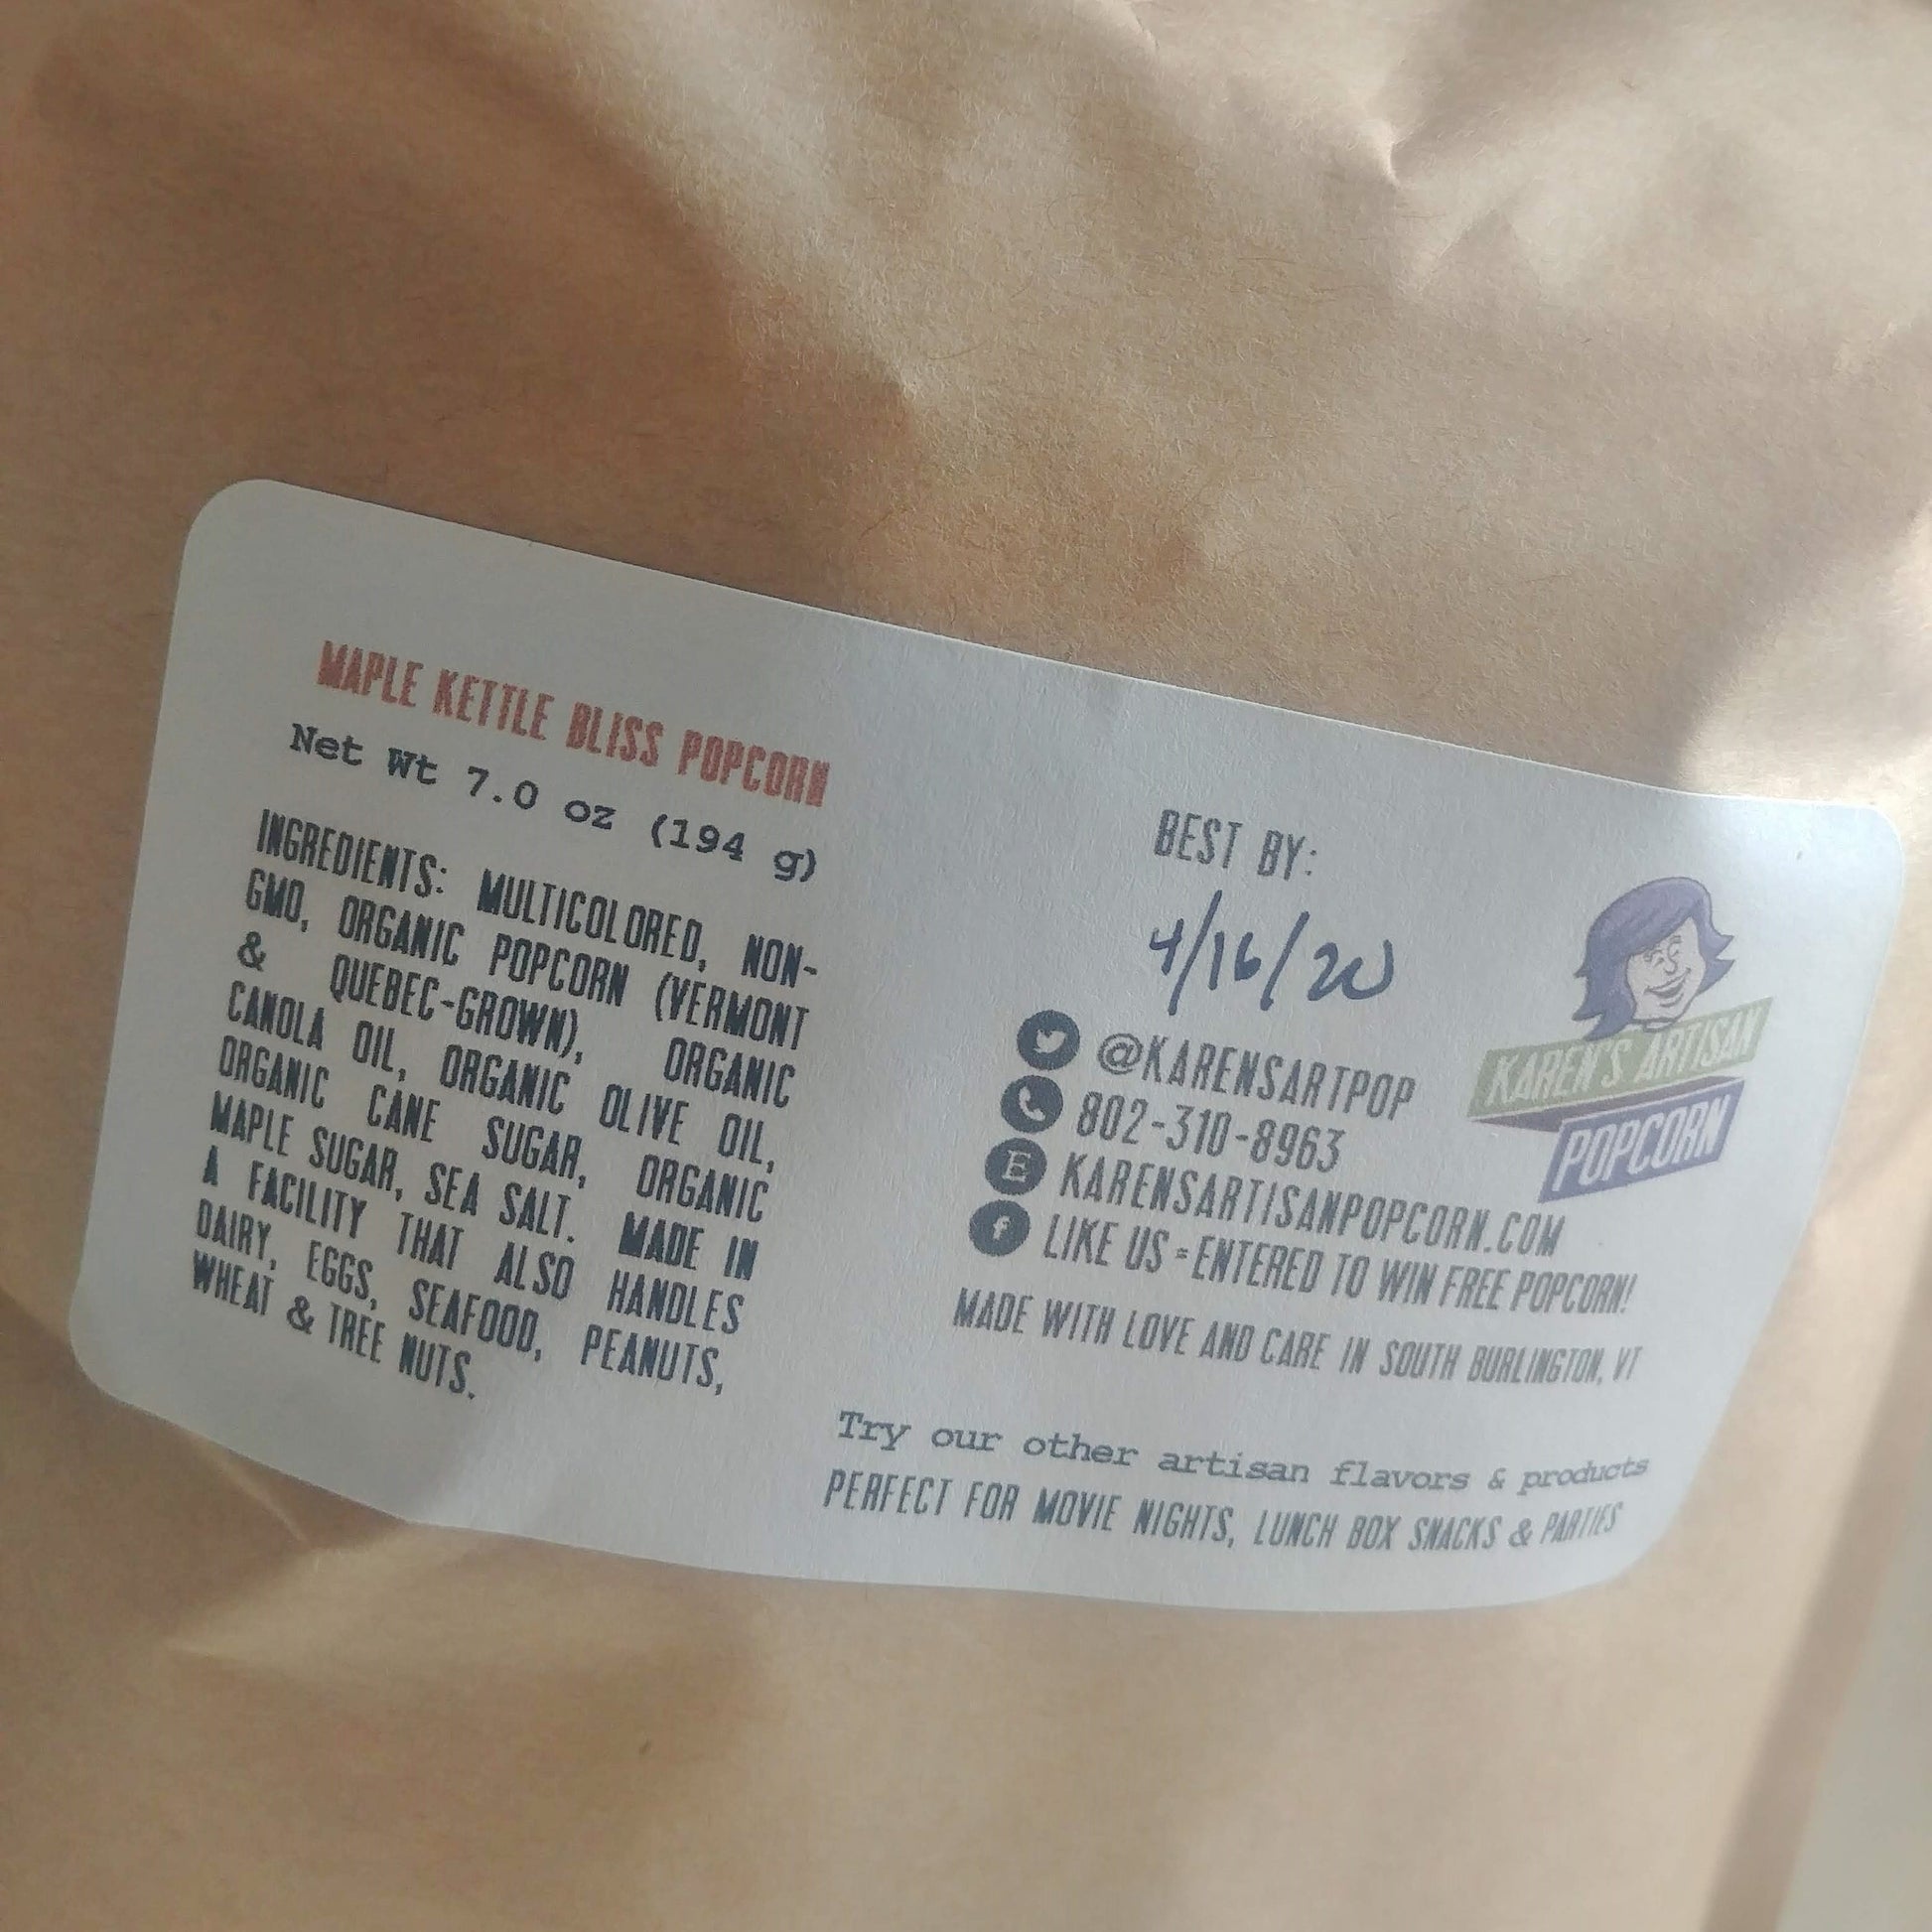 MAPLE KETTLE BLISS POPCORN
Net Wt 7.0 oz (194 g)
INGREDIENTS: MULTICOLORED, NON-
GMO, ORGANIC POPCORN (VERMONT
& QUEBEC-GROWN), ORGANIC
CANOLA OIL, ORGANIC OLIVE OIL,
ORGANIC CANE SUGAR, ORGANIC
MAPLE SUGAR, SEA SALT. MADE IN
A FACILITY THAT ALSO HANDLES
DAIRY, EGGS, SEAFOOD, PEANUTS,
WHEAT & TREE NUTS.
BEST BY:
4/16/20
@KARENSARTPOP
802-310-8963
E KARENSARTISANPOPCORN.COM
f LIKE US = ENTERED TO WIN FREE POPCORN!
MADE WITH LOVE AND CARE IN SOUTH BURLINGTON, VT
KAREN'S ARTISAN
POPCORN
Try our other artisan flavors & products
PERFECT FOR MOVIE NIGHTS, LUNCH BOX SNACKS & PARTIES